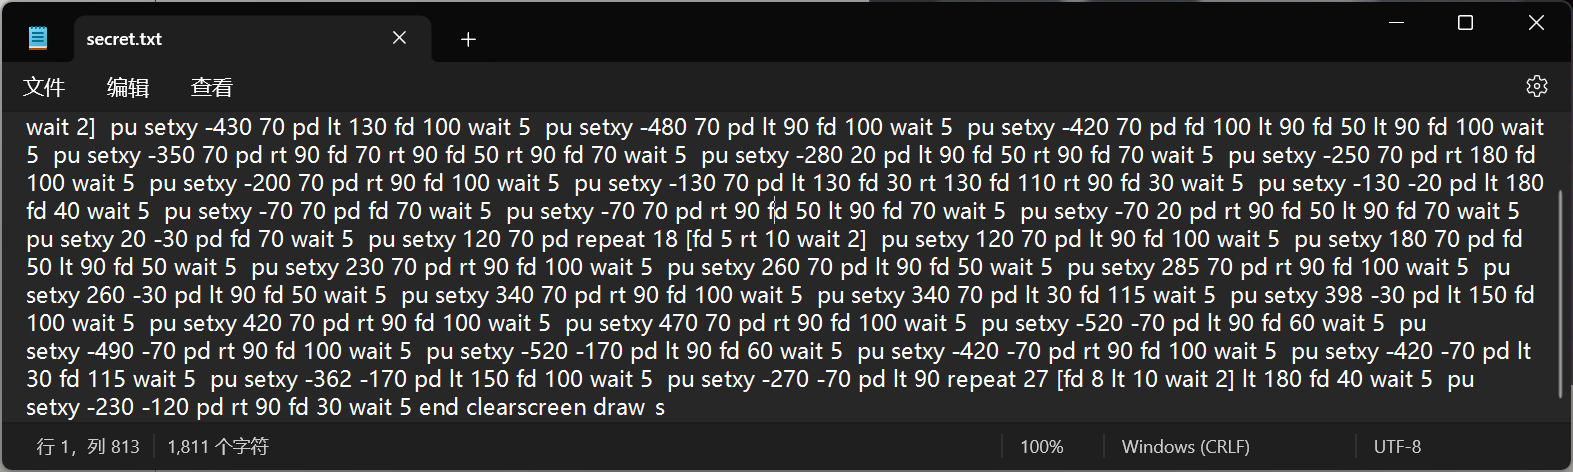 secret.txt
文件 编辑 查看
wait 2]  pu setxy -430 70 pd lt 130 fd 100 wait 5  pu setxy -480 70 pd lt 90 fd 100 wait 5  pu setxy -420 70 pd fd 100 lt 90 fd 50 lt 90 fd 100 wait
5  pu setxy -350 70 pd rt 90 fd 70 rt 90 fd 50 rt 90 fd 70 wait 5  pu setxy -280 20 pd lt 90 fd 50 rt 90 fd 70 wait 5  pu setxy -250 70 pd rt 180 fd
100 wait 5  pu setxy -200 70 pd rt 90 fd 100 wait 5  pu setxy -130 70 pd lt 130 fd 30 rt 130 fd 110 rt 90 fd 30 wait 5  pu setxy -130 -20 pd lt 180
fd 40 wait 5  pu setxy -70 70 pd fd 70 wait 5  pu setxy -70 70 pd rt 90 fd 50 lt 90 fd 70 wait 5  pu setxy -70 20 pd rt 90 fd 50 lt 90 fd 70 wait 5
pu setxy 20 -30 pd fd 70 wait 5  pu setxy 120 70 pd repeat 18 [fd 5 rt 10 wait 2]  pu setxy 120 70 pd lt 90 fd 100 wait 5  pu setxy 180 70 pd fd
50 lt 90 fd 50 wait 5  pu setxy 230 70 pd rt 90 fd 100 wait 5  pu setxy 260 70 pd lt 90 fd 50 wait 5  pu setxy 285 70 pd rt 90 fd 100 wait 5  pu
setxy 260 -30 pd lt 90 fd 50 wait 5  pu setxy 340 70 pd rt 90 fd 100 wait 5  pu setxy 340 70 pd lt 30 fd 115 wait 5  pu setxy 398 -30 pd lt 150 fd
100 wait 5  pu setxy 420 70 pd rt 90 fd 100 wait 5  pu setxy 470 70 pd rt 90 fd 100 wait 5  pu setxy -520 -70 pd lt 90 fd 60 wait 5  pu
setxy -490 -70 pd rt 90 fd 100 wait 5  pu setxy -520 -170 pd lt 90 fd 60 wait 5  pu setxy -420 -70 pd rt 90 fd 100 wait 5  pu setxy -420 -70 pd lt
30 fd 115 wait 5  pu setxy -362 -170 pd lt 150 fd 100 wait 5  pu setxy -270 -70 pd lt 90 repeat 27 [fd 8 lt 10 wait 2] lt 180 fd 40 wait 5  pu
setxy -230 -120 pd rt 90 fd 30 wait 5 end clearscreen draw  s
行 1，列 813 1,811 个字符 100% Windows (CRLF) UTF-8